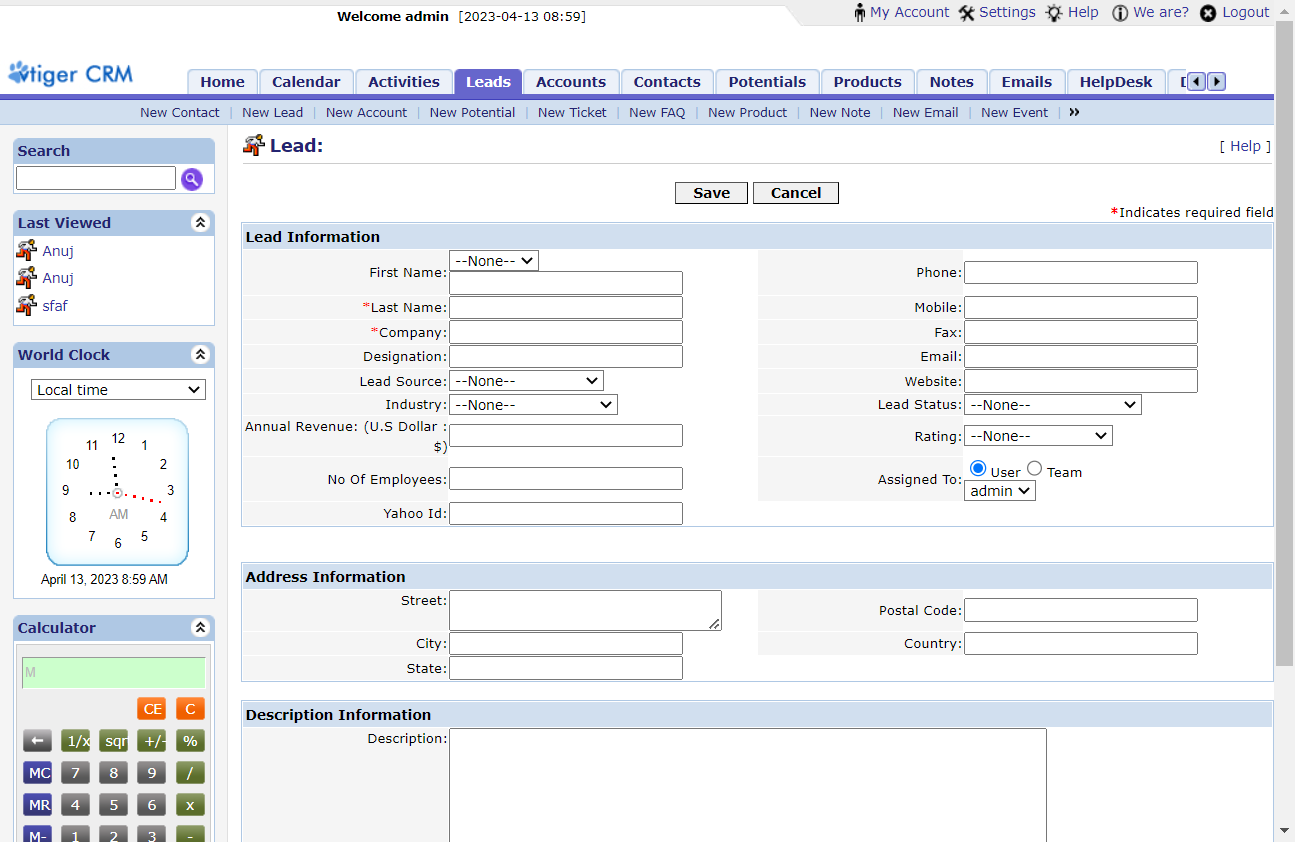 Welcome admin [2023-04-13 08:59]
My Account Settings Help We are? Logout
vtiger CRM
Home Calendar Activities Leads Accounts Contacts Potentials Products Notes Emails HelpDesk
New Contact | New Lead | New Account | New Potential | New Ticket | New FAQ | New Product | New Note | New Email | New Event | »
Search
Last Viewed
Anuj
Anuj
sfaf
World Clock
Local time
12
11 1
10 2
9 3
AM
8 4
7 5
6
April 13, 2023 8:59 AM
Calculator
M
CE C
← 1/x sqr +/- %
MC 7 8 9 /
MR 4 5 6 x
M- 1 2 3 -
Lead:
[ Help ]
Save Cancel
*Indicates required field
Lead Information
First Name: --None--
Phone:
*Last Name:
Mobile:
*Company:
Fax:
Designation:
Email:
Lead Source: --None--
Website:
Industry: --None--
Lead Status: --None--
Annual Revenue: (U.S Dollar :
$)
Rating: --None--
No Of Employees:
Assigned To: User Team
admin
Yahoo Id:
Address Information
Street:
Postal Code:
City:
Country:
State:
Description Information
Description: